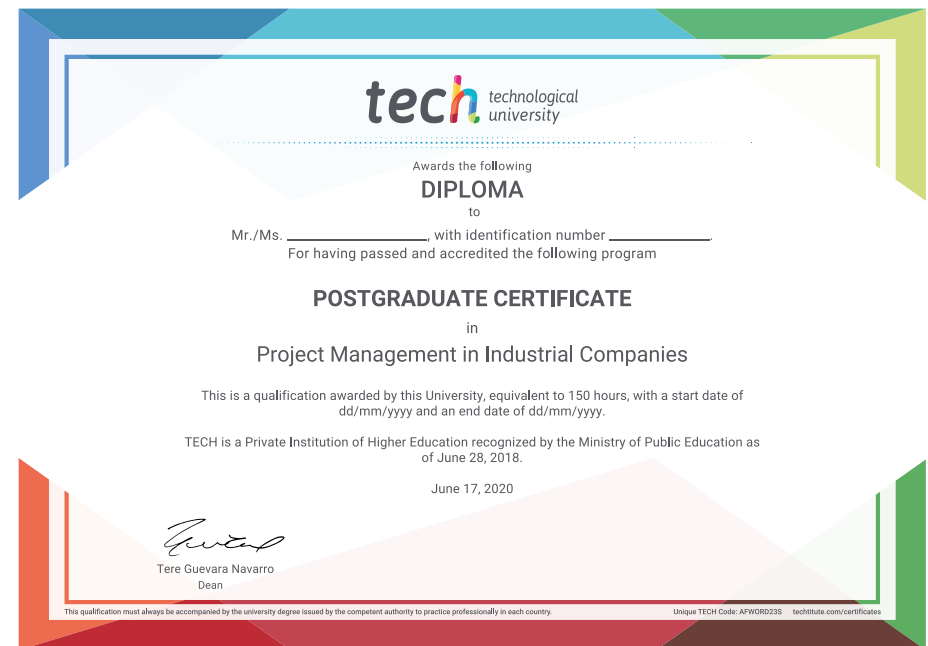 tech technological
university
Awards the following
DIPLOMA
to
Mr./Ms. ____________________, with identification number ______________.
For having passed and accredited the following program
POSTGRADUATE CERTIFICATE
in
Project Management in Industrial Companies
This is a qualification awarded by this University, equivalent to 150 hours, with a start date of
dd/mm/yyyy and an end date of dd/mm/yyyy.
TECH is a Private Institution of Higher Education recognized by the Ministry of Public Education as
of June 28, 2018.
June 17, 2020
Tere Guevara Navarro
Dean
This qualification must always be accompanied by the university degree issued by the competent authority to practice professionally in each country.
Unique TECH Code: AFWORD23S techtitute.com/certificates